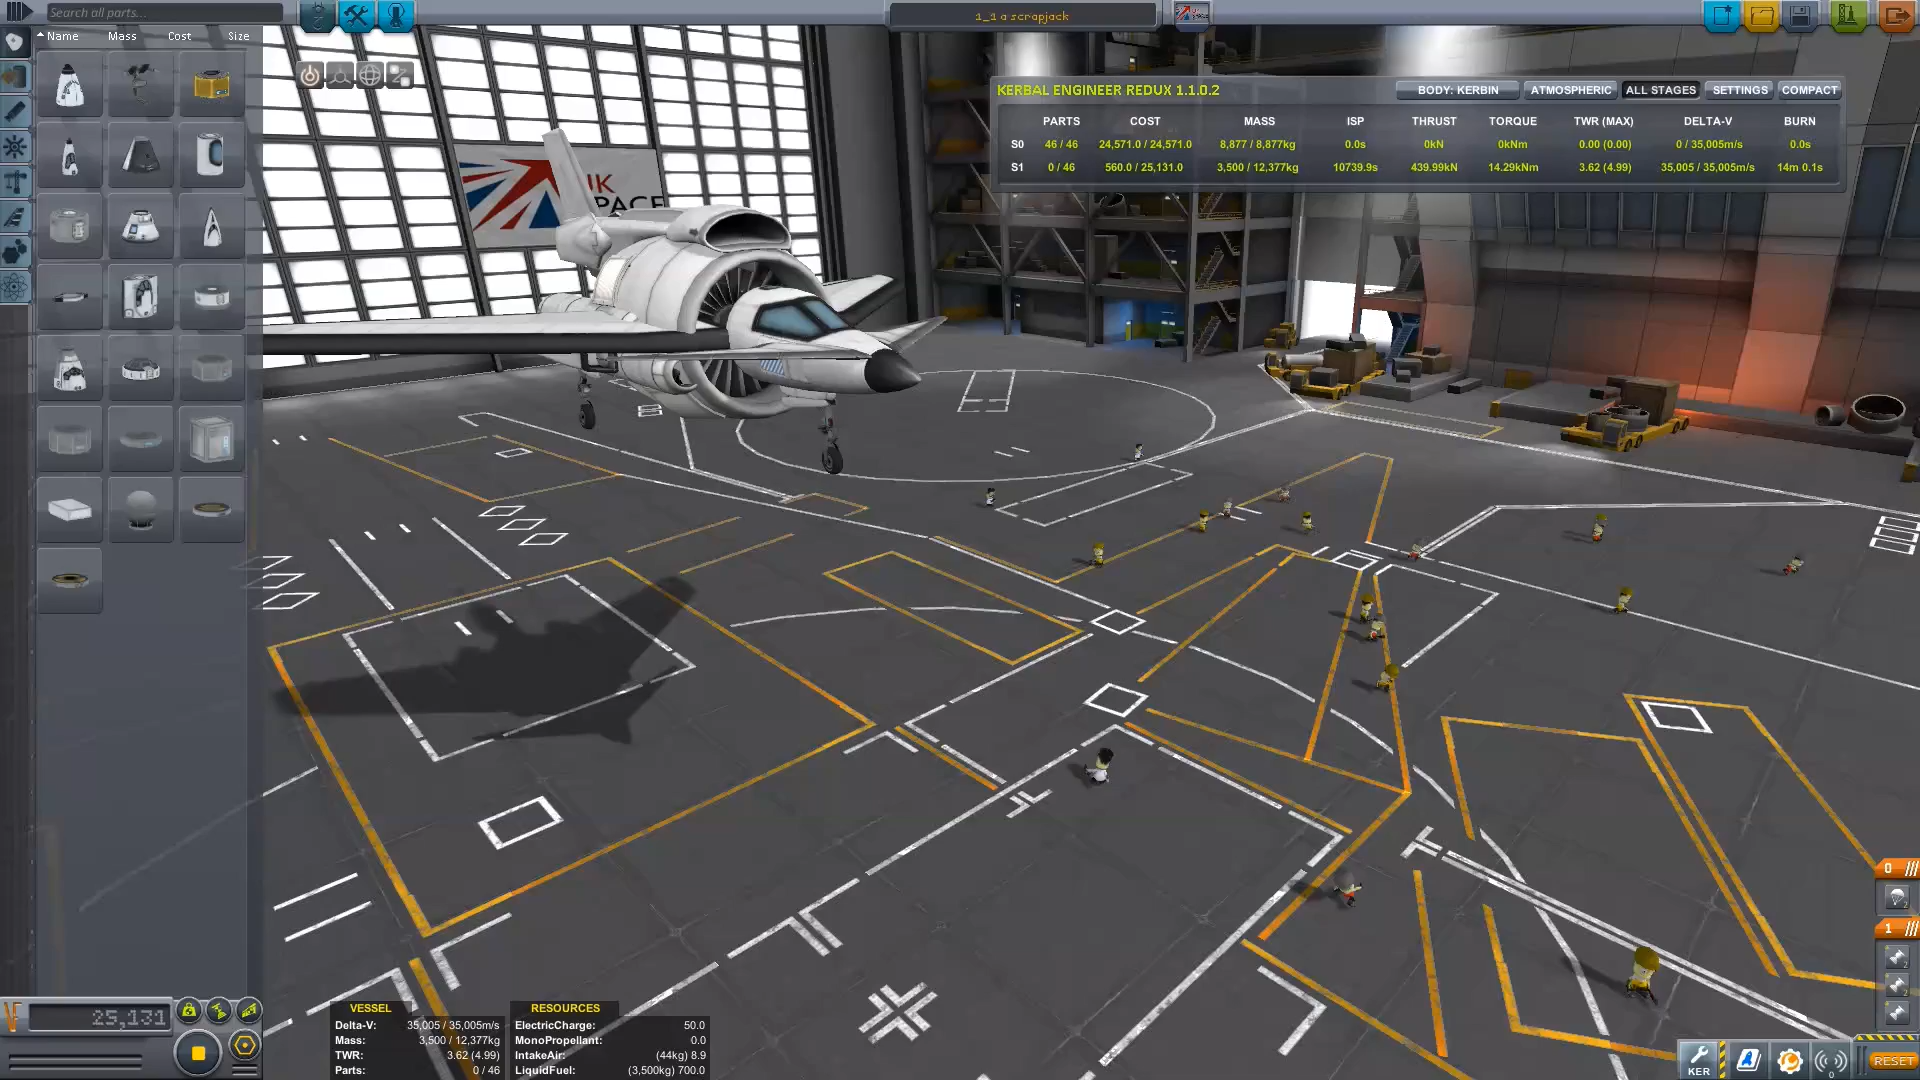 Search all parts...
1_1 a scrapjack
Name Mass Cost Size
UK
SPACE
KERBAL ENGINEER REDUX 1.1.0.2
BODY: KERBIN ATMOSPHERIC ALL STAGES SETTINGS COMPACT
PARTS COST MASS ISP THRUST TORQUE TWR (MAX) DELTA-V BURN
S0 46 / 46 24,571.0 / 24,571.0 8,877 / 8,877kg 0.0s 0kN 0kNm 0.00 (0.00) 0 / 35,005m/s 0.0s
S1 0 / 46 560.0 / 25,131.0 3,500 / 12,377kg 10739.9s 439.99kN 14.29kNm 3.62 (4.99) 35,005 / 35,005m/s 14m 0.1s
0
2
1
2
2
25,131
VESSEL
Delta-V: 35,005 / 35,005m/s
Mass: 3,500 / 12,377kg
TWR: 3.62 (4.99)
Parts: 0 / 46
RESOURCES
ElectricCharge: 50.0
MonoPropellant: 0.0
IntakeAir: (44kg) 8.9
LiquidFuel: (3,500kg) 700.0
KER
0
RESET